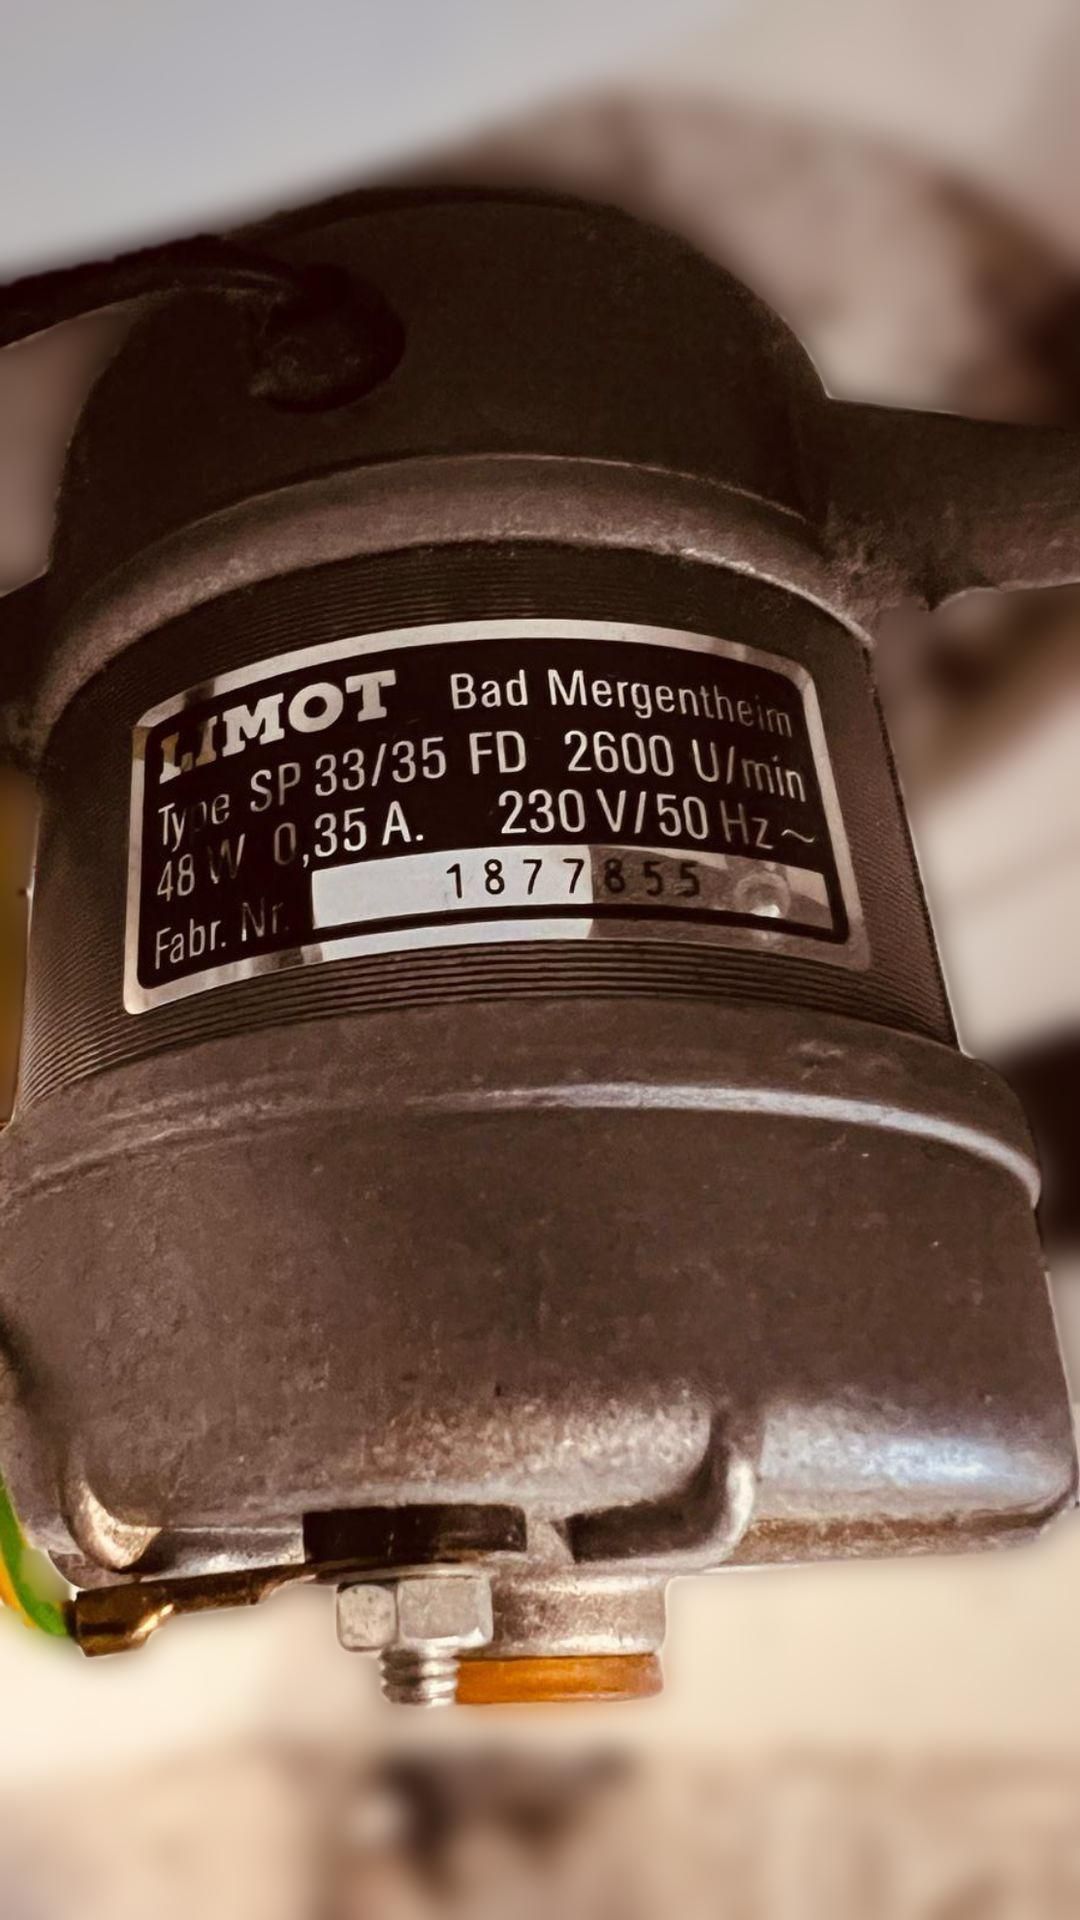 LIMOT Bad Mergentheim
Type SP 33/35 FD 2600 U/min
48 W 0,35 A. 230 V/50 Hz ~
Fabr. Nr. 1877855